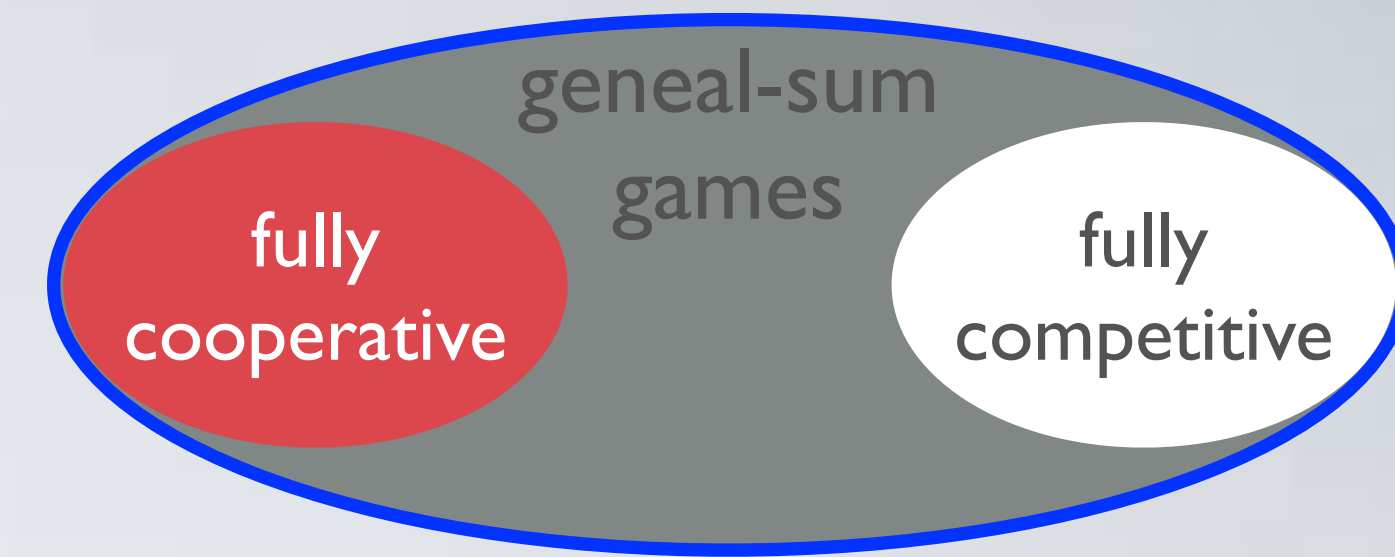 geneal-sum
games
fully
cooperative
fully
competitive